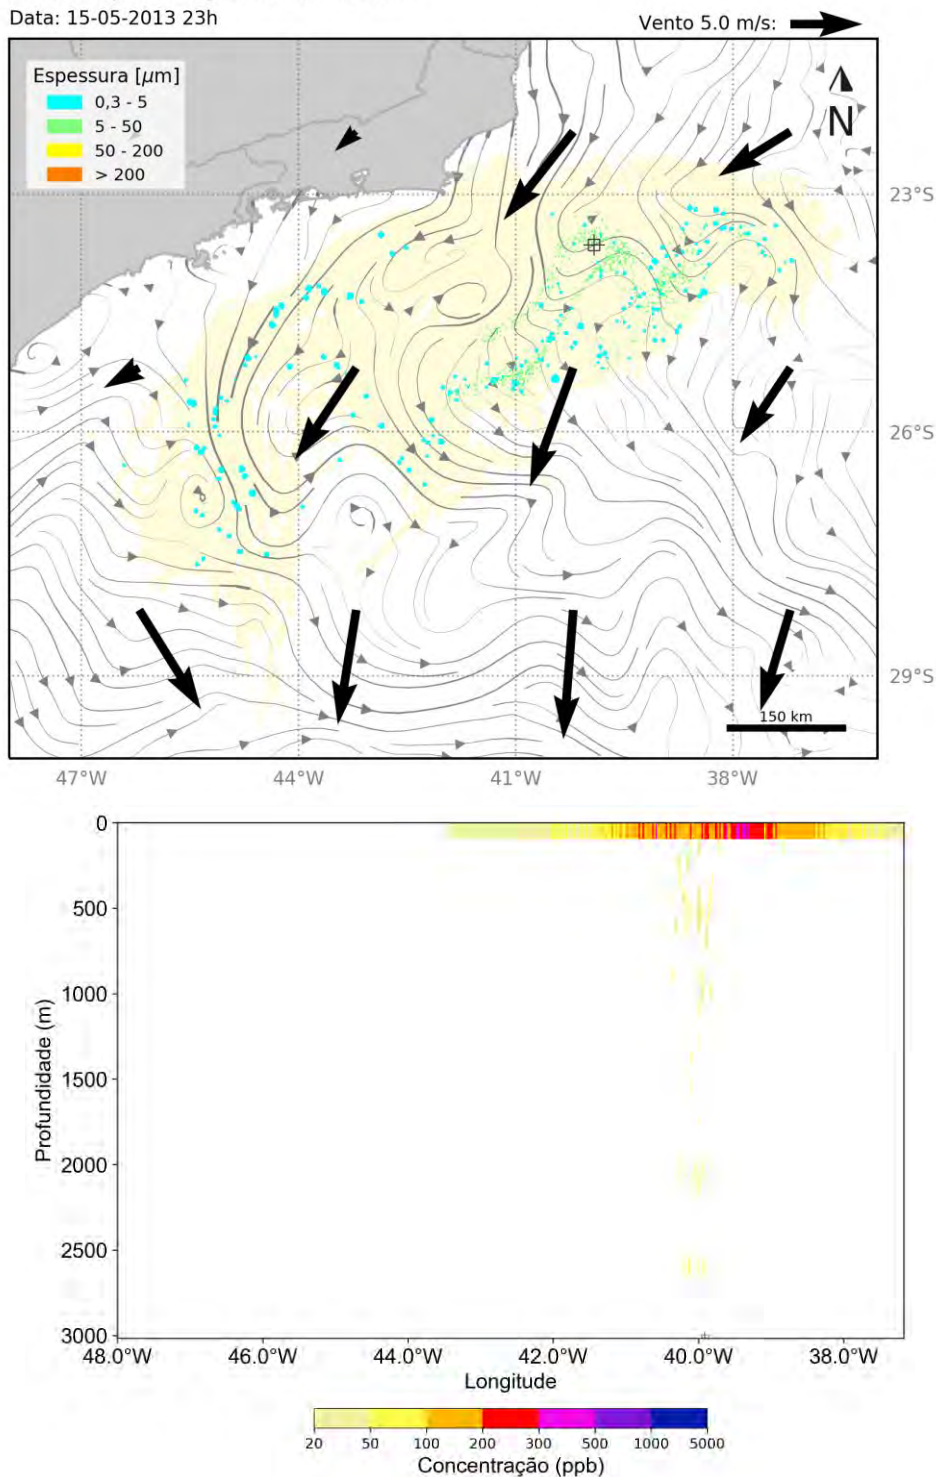 Data: 15-05-2013 23h
Vento 5.0 m/s:
Espessura [μm]
0,3 - 5
5 - 50
50 - 200
> 200
N
23°S
26°S
29°S
150 km
47°W 44°W 41°W 38°W
0
500
1000
1500
2000
2500
3000
Profundidade (m)
48.0°W 46.0°W 44.0°W 42.0°W 40.0°W 38.0°W
Longitude
20 50 100 200 300 500 1000 5000
Concentração (ppb)